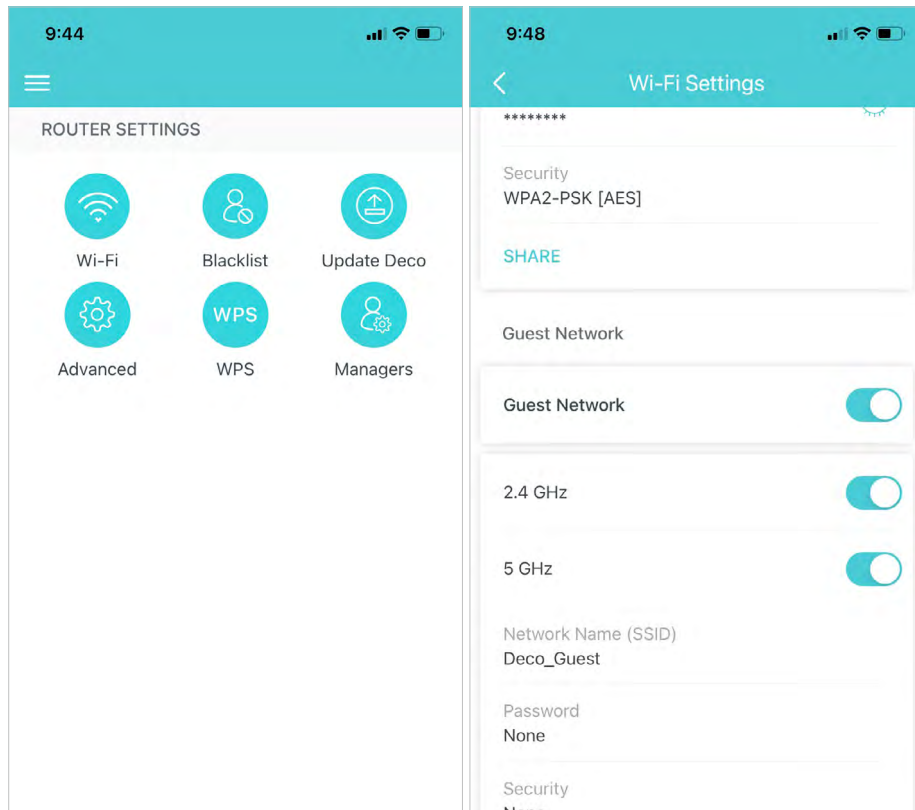 9:44
ROUTER SETTINGS
Wi-Fi
Blacklist
Update Deco
WPS
Advanced
WPS
Managers
9:48
Wi-Fi Settings
********
Security
WPA2-PSK [AES]
SHARE
Guest Network
Guest Network
2.4 GHz
5 GHz
Network Name (SSID)
Deco_Guest
Password
None
Security